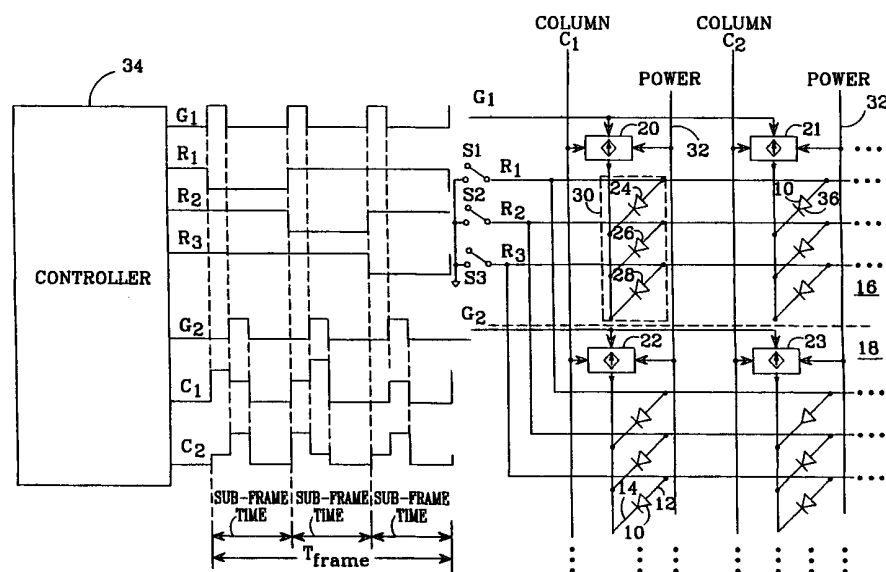 COLUMN
C1
COLUMN
C2
POWER
POWER
34
G1
R1
R2
R3
CONTROLLER
G2
C1
C2
SUB-FRAME TIME
SUB-FRAME TIME
SUB-FRAME TIME
Tframe
G1
20
32
21
32
S1
R1
S2
R2
S3
R3
30
24
26
28
10
36
16
G2
18
22
23
14
12
10